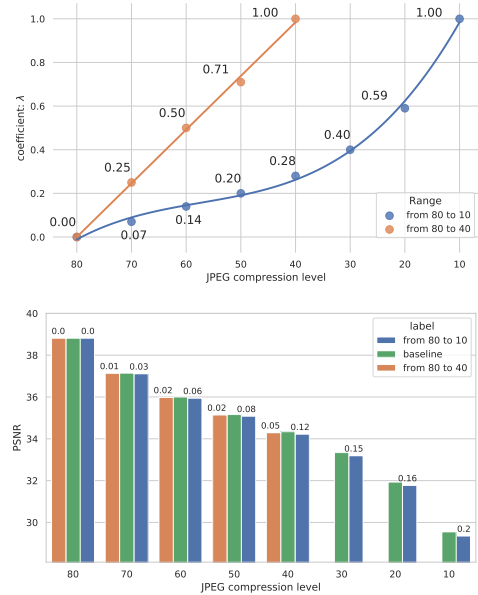 1.00
1.00
1.0
0.8
0.71
0.59
0.6
0.50
0.40
0.4
0.28
0.25
0.20
0.2
0.14
0.07
0.00
0.0
coefficient: λ
Range
from 80 to 10
from 80 to 40
80 70 60 50 40 30 20 10
JPEG compression level
40
38
36
34
32
30
PSNR
label
from 80 to 10
baseline
from 80 to 40
0.0 0.0
0.01 0.03
0.02 0.06
0.02 0.08
0.05 0.12
0.15
0.16
0.2
80 70 60 50 40 30 20 10
JPEG compression level